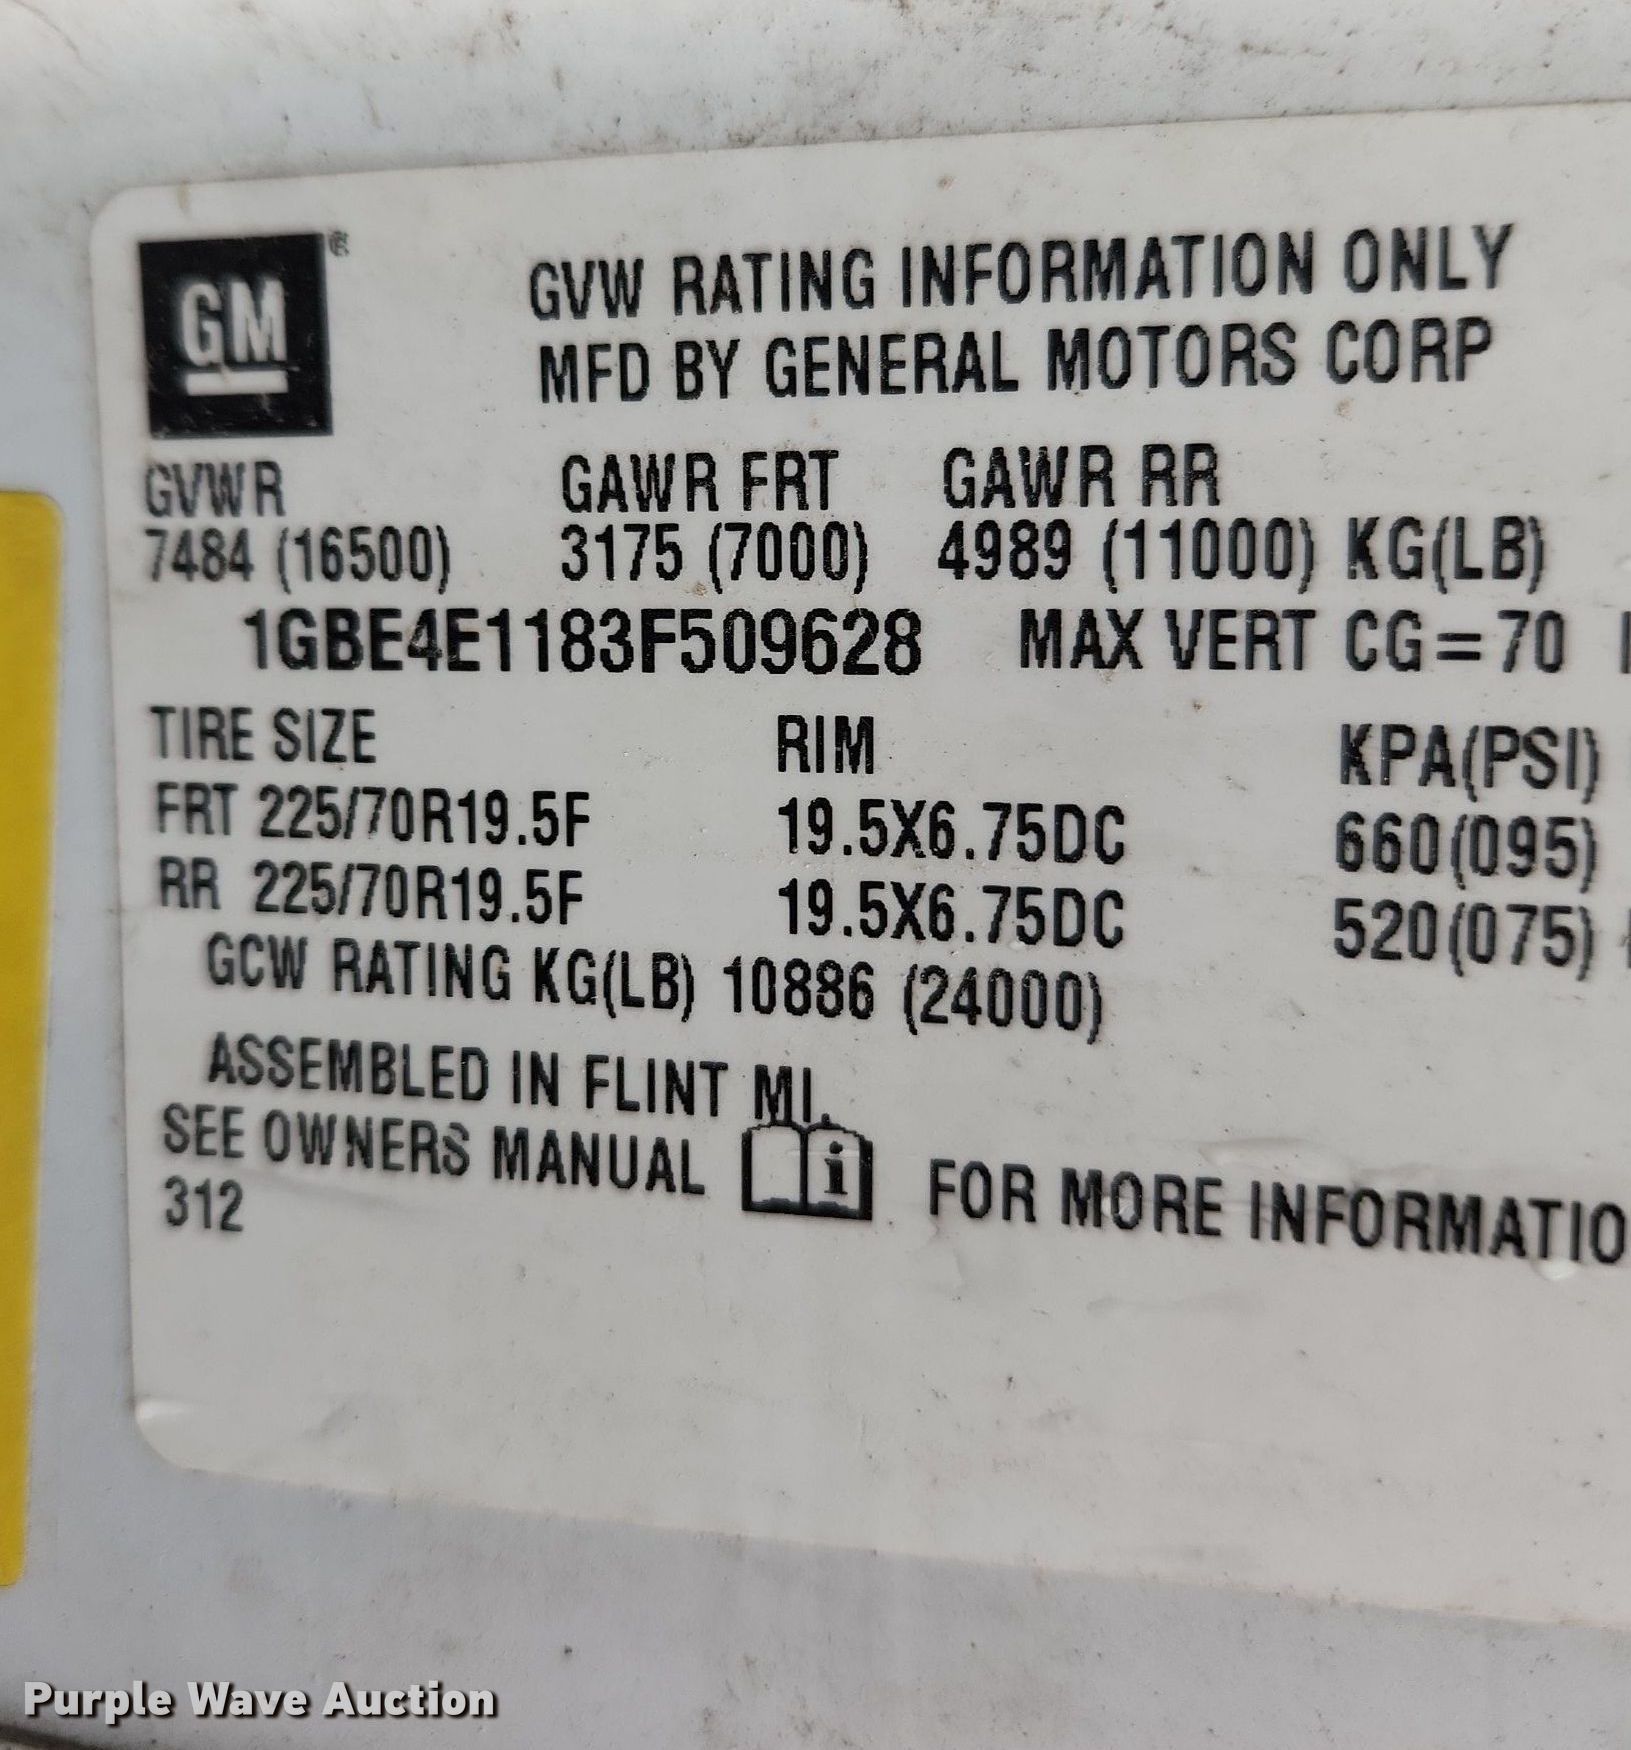 GM ®
GVW RATING INFORMATION ONLY
MFD BY GENERAL MOTORS CORP
GVWR GAWR FRT GAWR RR
7484 (16500) 3175 (7000) 4989 (11000) KG(LB)
1GBE4E1183F509628 MAX VERT CG=70
TIRE SIZE RIM KPA(PSI)
FRT 225/70R19.5F 19.5X6.75DC 660(095)
RR 225/70R19.5F 19.5X6.75DC 520(075)
GCW RATING KG(LB) 10886 (24000)
ASSEMBLED IN FLINT MI.
SEE OWNERS MANUAL i FOR MORE INFORMATIO
312
Purple Wave Auction